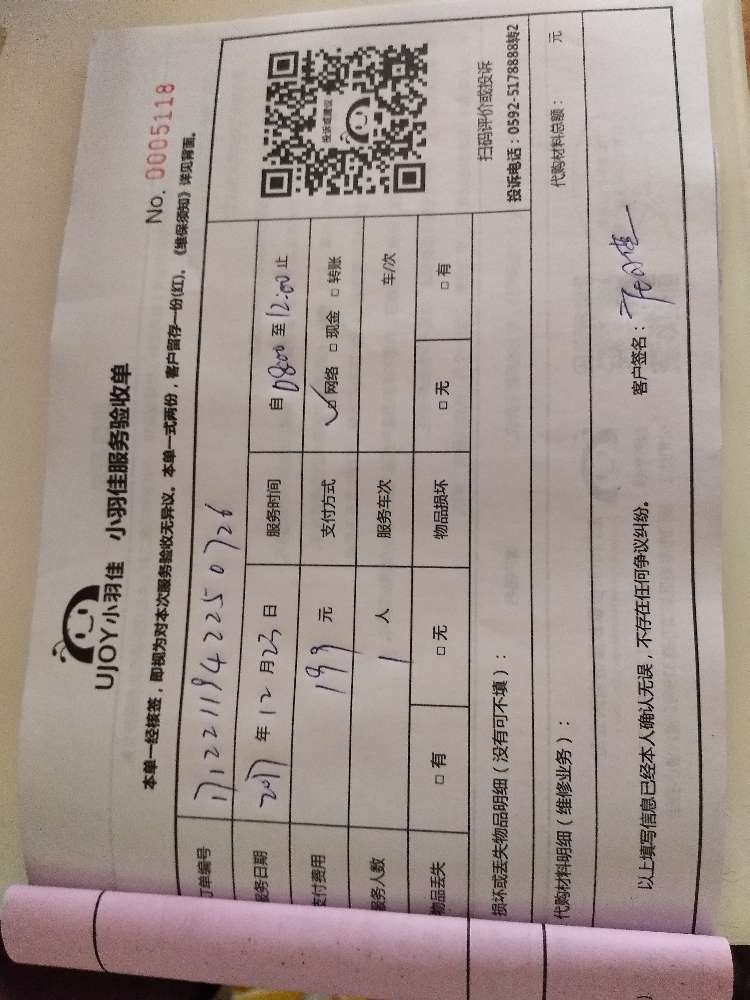 UJOY小羽佳 小羽佳服务验收单
No. 0005118
本单一经核签，即视为对本次服务验收无异议。本单一式两份，客户留存一份(红)。《维保须知》详见背面。
订单编号 171221194225 0726
服务日期 2017 年 12 月 23 日 服务时间 自 08:00 至 12:00 止
支付费用 199 元 支付方式 ☑ 网络 □ 现金 □ 转账
服务人数 1 人 服务车次 车/次
物品丢失 □ 有 □ 无 物品损坏 □ 无 □ 有
投诉或建议
扫码评价或投诉
投诉电话：0592-5178888转2
损坏或丢失物品明细（没有可不填）：
代购材料明细（维修业务）： 代购材料总额： 元
以上填写信息已经本人确认无误，不存在任何争议纠纷。 客户签名：